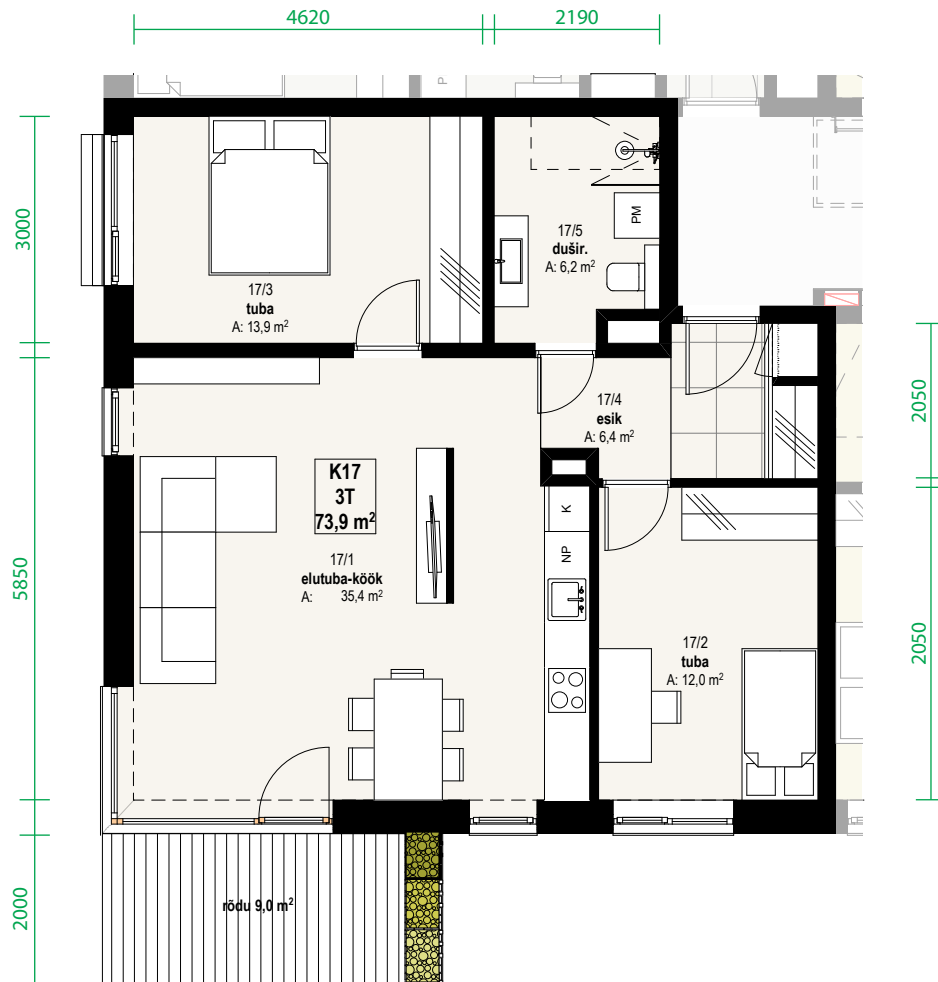 4620
2190
P
3000
17/3
tuba
A: 13,9 m²
17/5
dušir.
A: 6,2 m²
PM
17/4
esik
A: 6,4 m²
2050
K17
3T
73,9 m²
17/1
elutuba-köök
A: 35,4 m²
K
NP
5850
17/2
tuba
A: 12,0 m²
2050
2000
rõdu 9,0 m²